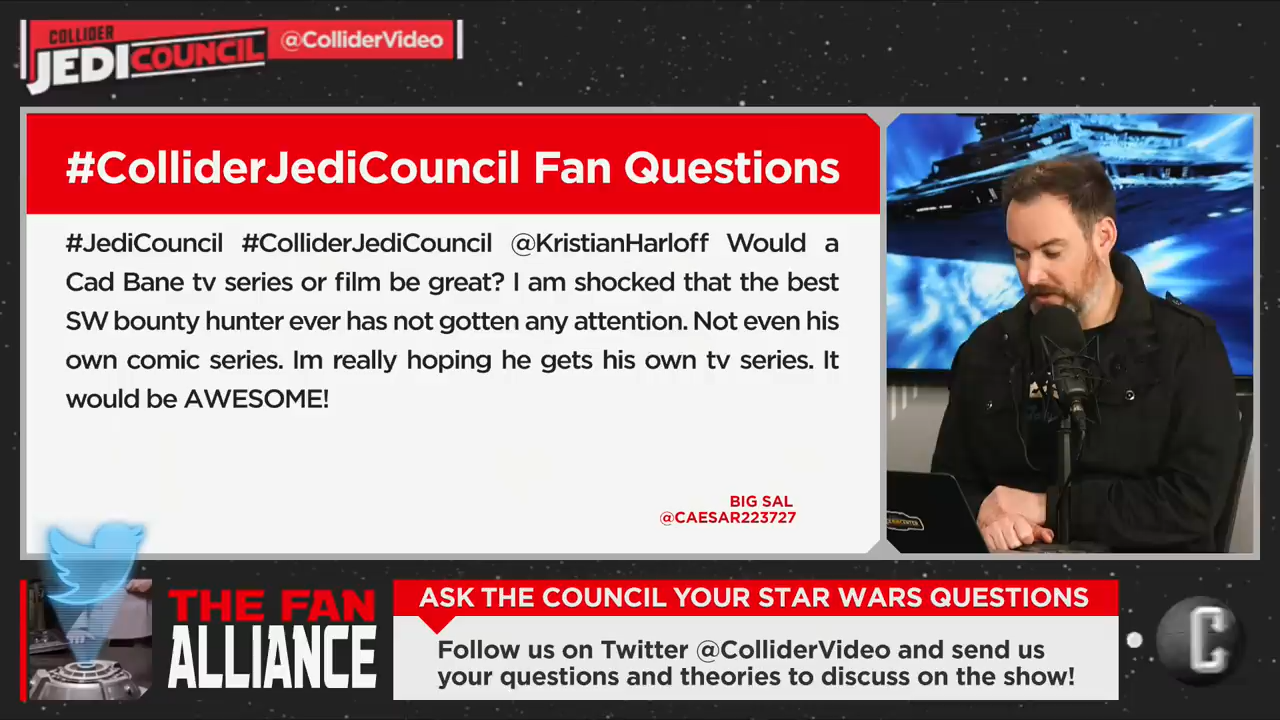 COLLIDER
JEDI COUNCIL
@ColliderVideo
#ColliderJediCouncil Fan Questions
#JediCouncil #ColliderJediCouncil @KristianHarloff Would a
Cad Bane tv series or film be great? I am shocked that the best
SW bounty hunter ever has not gotten any attention. Not even his
own comic series. Im really hoping he gets his own tv series. It
would be AWESOME!
BIG SAL
@CAESAR223727
THE FAN
ALLIANCE
ASK THE COUNCIL YOUR STAR WARS QUESTIONS
Follow us on Twitter @ColliderVideo and send us
your questions and theories to discuss on the show!
C